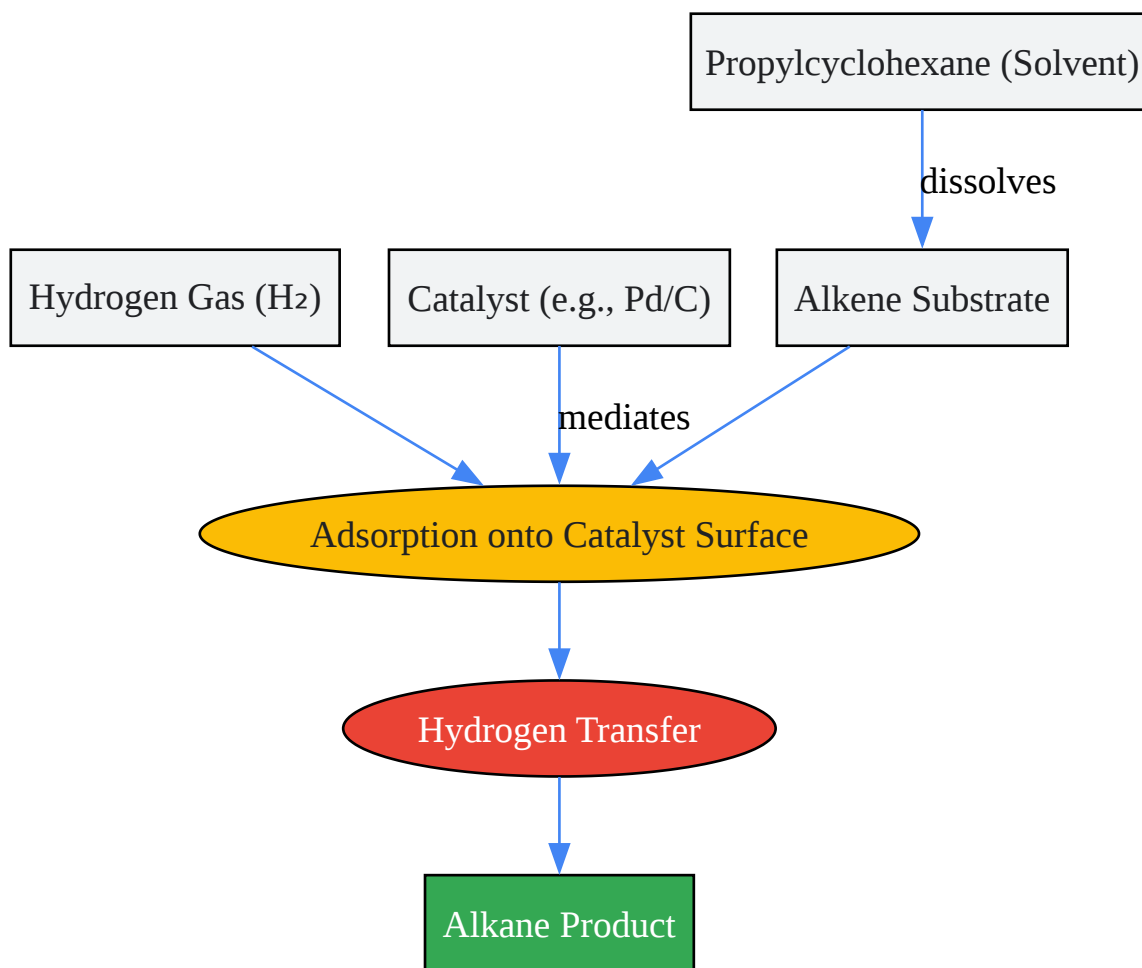 Propylcyclohexane (Solvent)
dissolves
Hydrogen Gas (H₂)
Catalyst (e.g., Pd/C)
Alkene Substrate
mediates
Adsorption onto Catalyst Surface
Hydrogen Transfer
Alkane Product